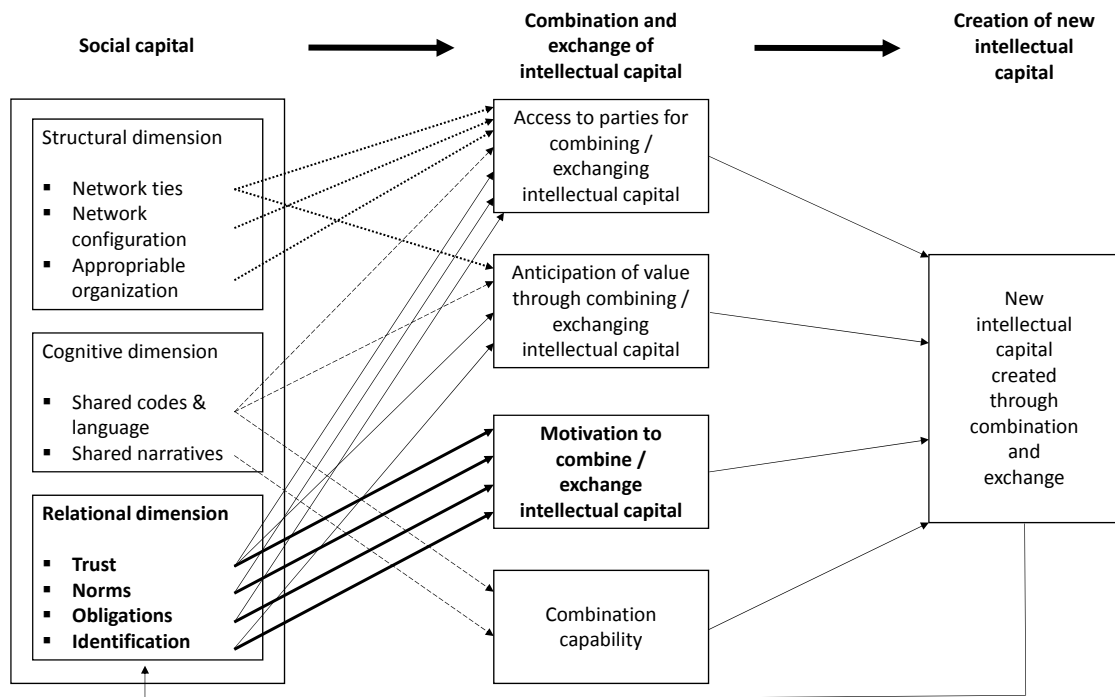 Social capital
Combination and
exchange of
intellectual capital
Creation of new
intellectual
capital
Structural dimension
▪ Network ties
▪ Network
configuration
▪ Appropriable
organization
Cognitive dimension
▪ Shared codes &
language
▪ Shared narratives
Relational dimension
▪ Trust
▪ Norms
▪ Obligations
▪ Identification
Access to parties for
combining /
exchanging
intellectual capital
Anticipation of value
through combining /
exchanging
intellectual capital
Motivation to
combine /
exchange
intellectual capital
Combination
capability
New
intellectual
capital
created
through
combination
and
exchange